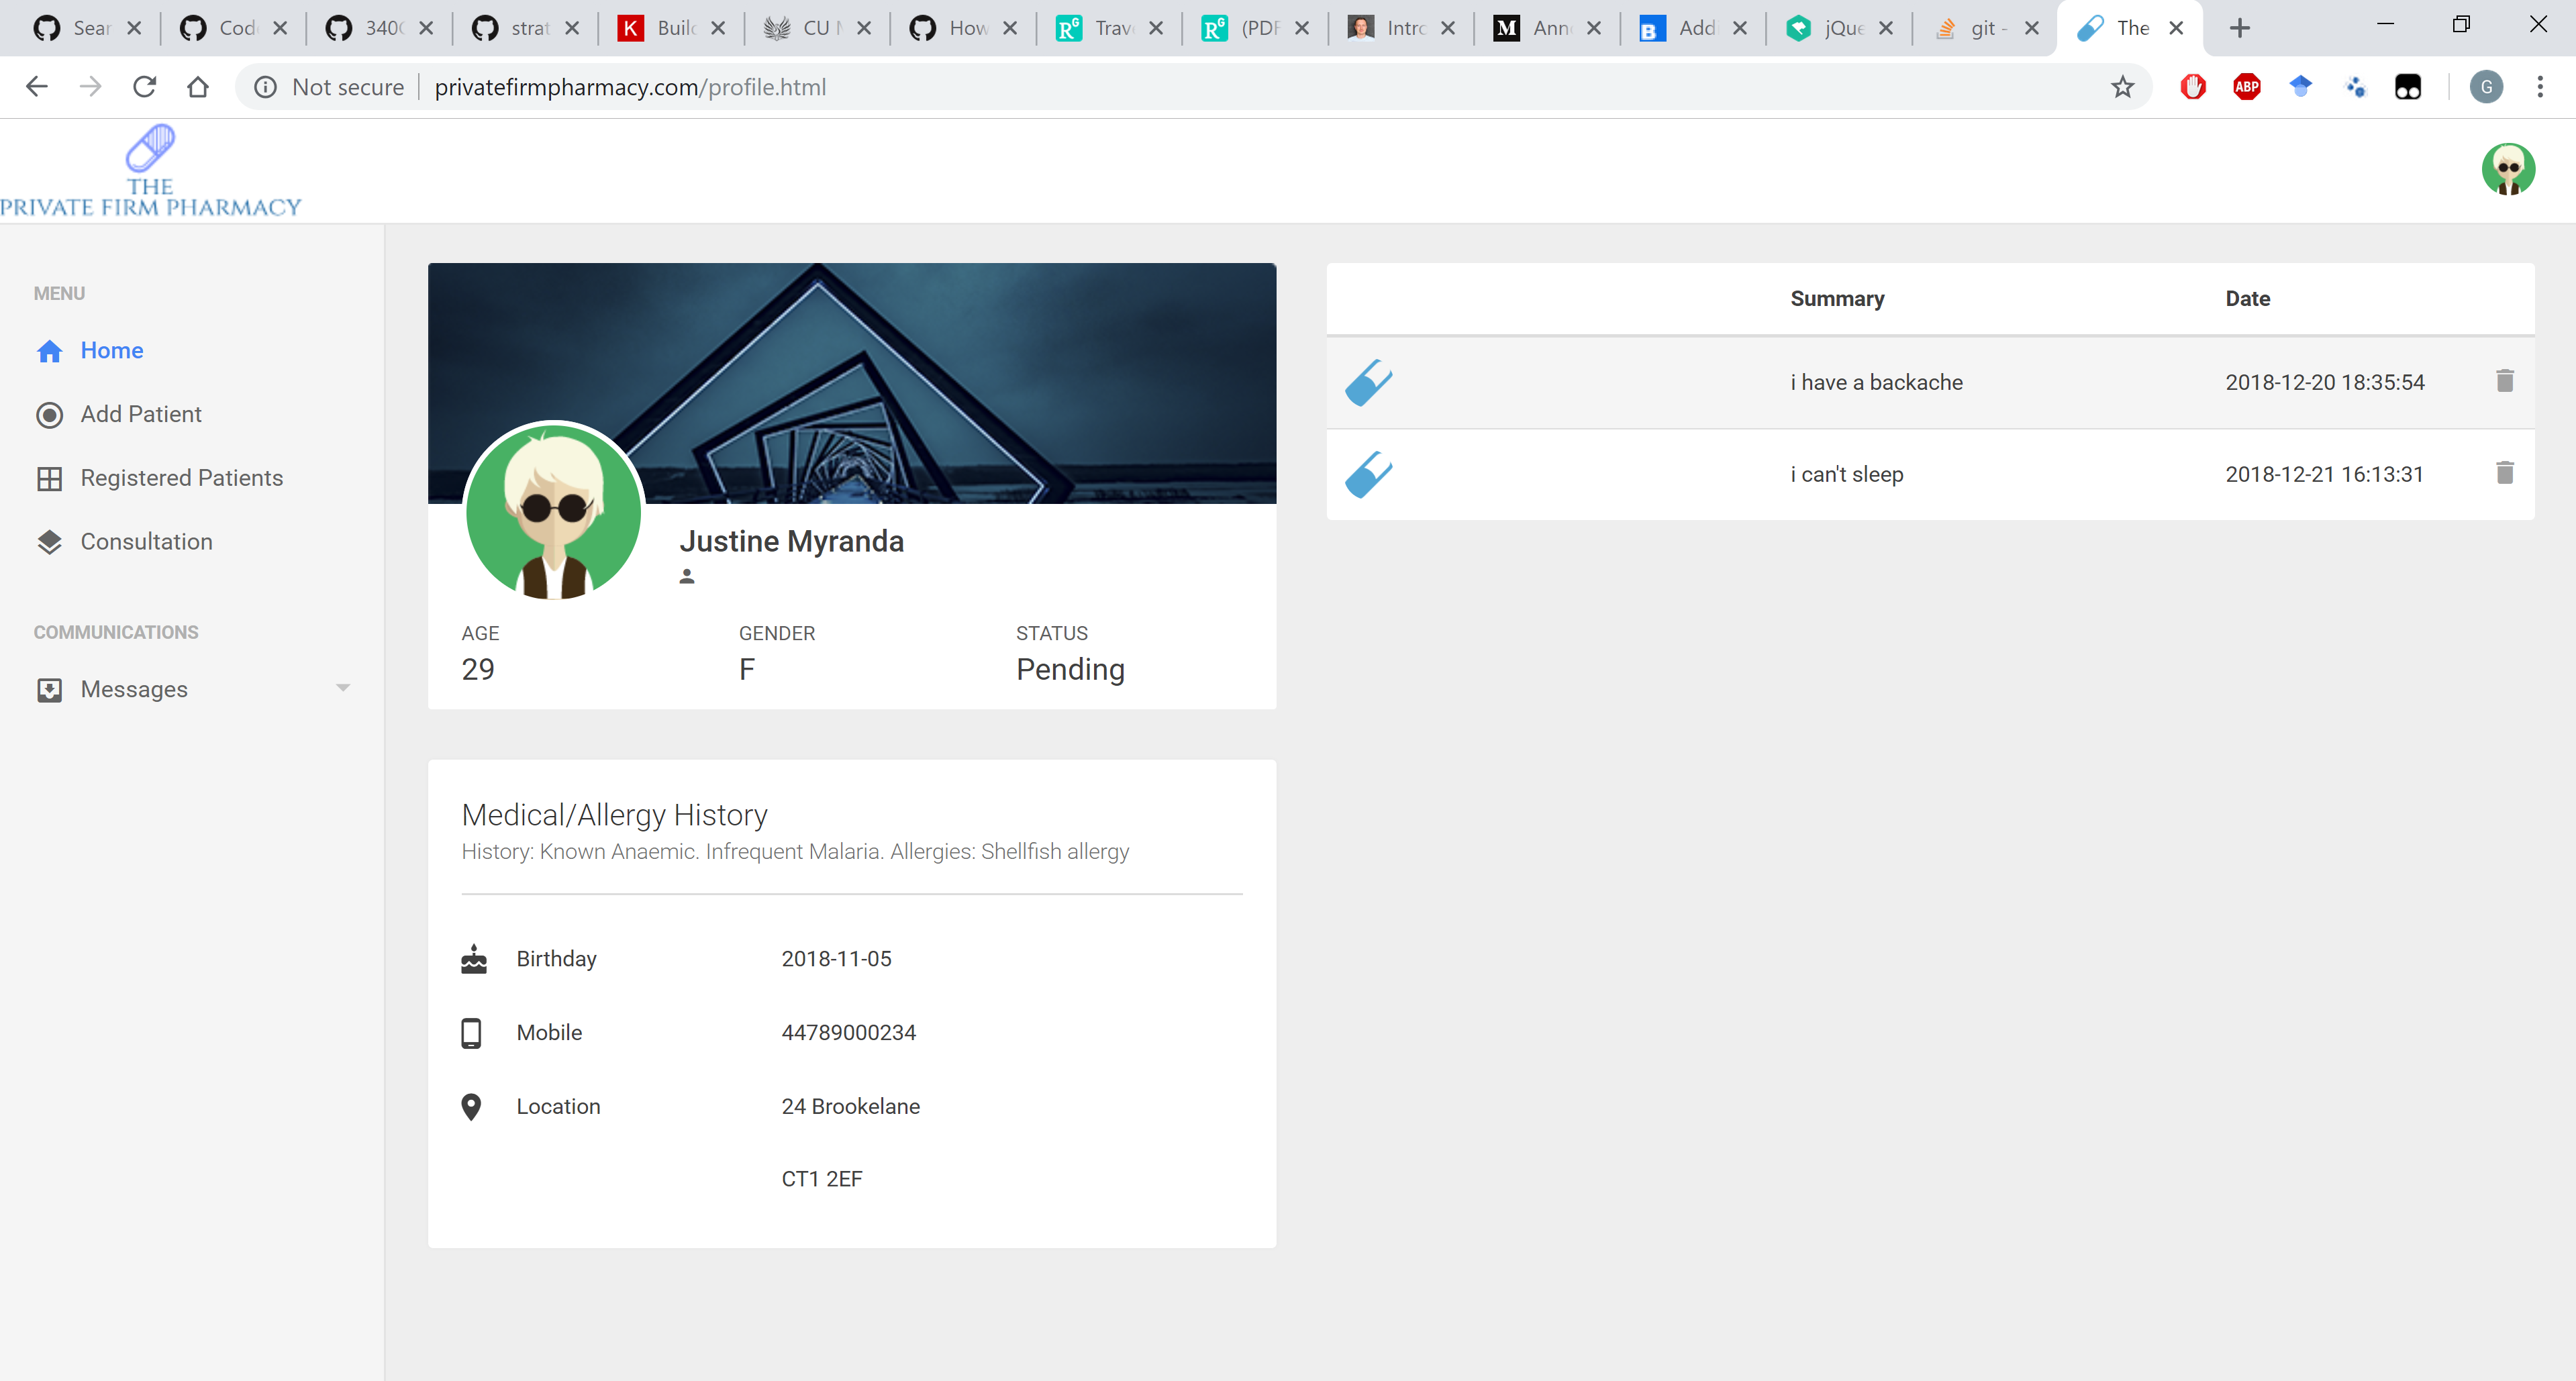 Sear Cod 340 strat K Build CU How R G Trav R G (PDF Intro M Ann B Add jQue git - The
Not secure privatefirmpharmacy.com/profile.html ABP G
THE
PRIVATE FIRM PHARMACY
MENU
Home
Add Patient
Registered Patients
Consultation
COMMUNICATIONS
Messages
Justine Myranda
AGE GENDER STATUS
29 F Pending
Medical/Allergy History
History: Known Anaemic. Infrequent Malaria. Allergies: Shellfish allergy
Birthday 2018-11-05
Mobile 44789000234
Location 24 Brookelane
CT1 2EF
Summary Date
i have a backache 2018-12-20 18:35:54
i can't sleep 2018-12-21 16:13:31